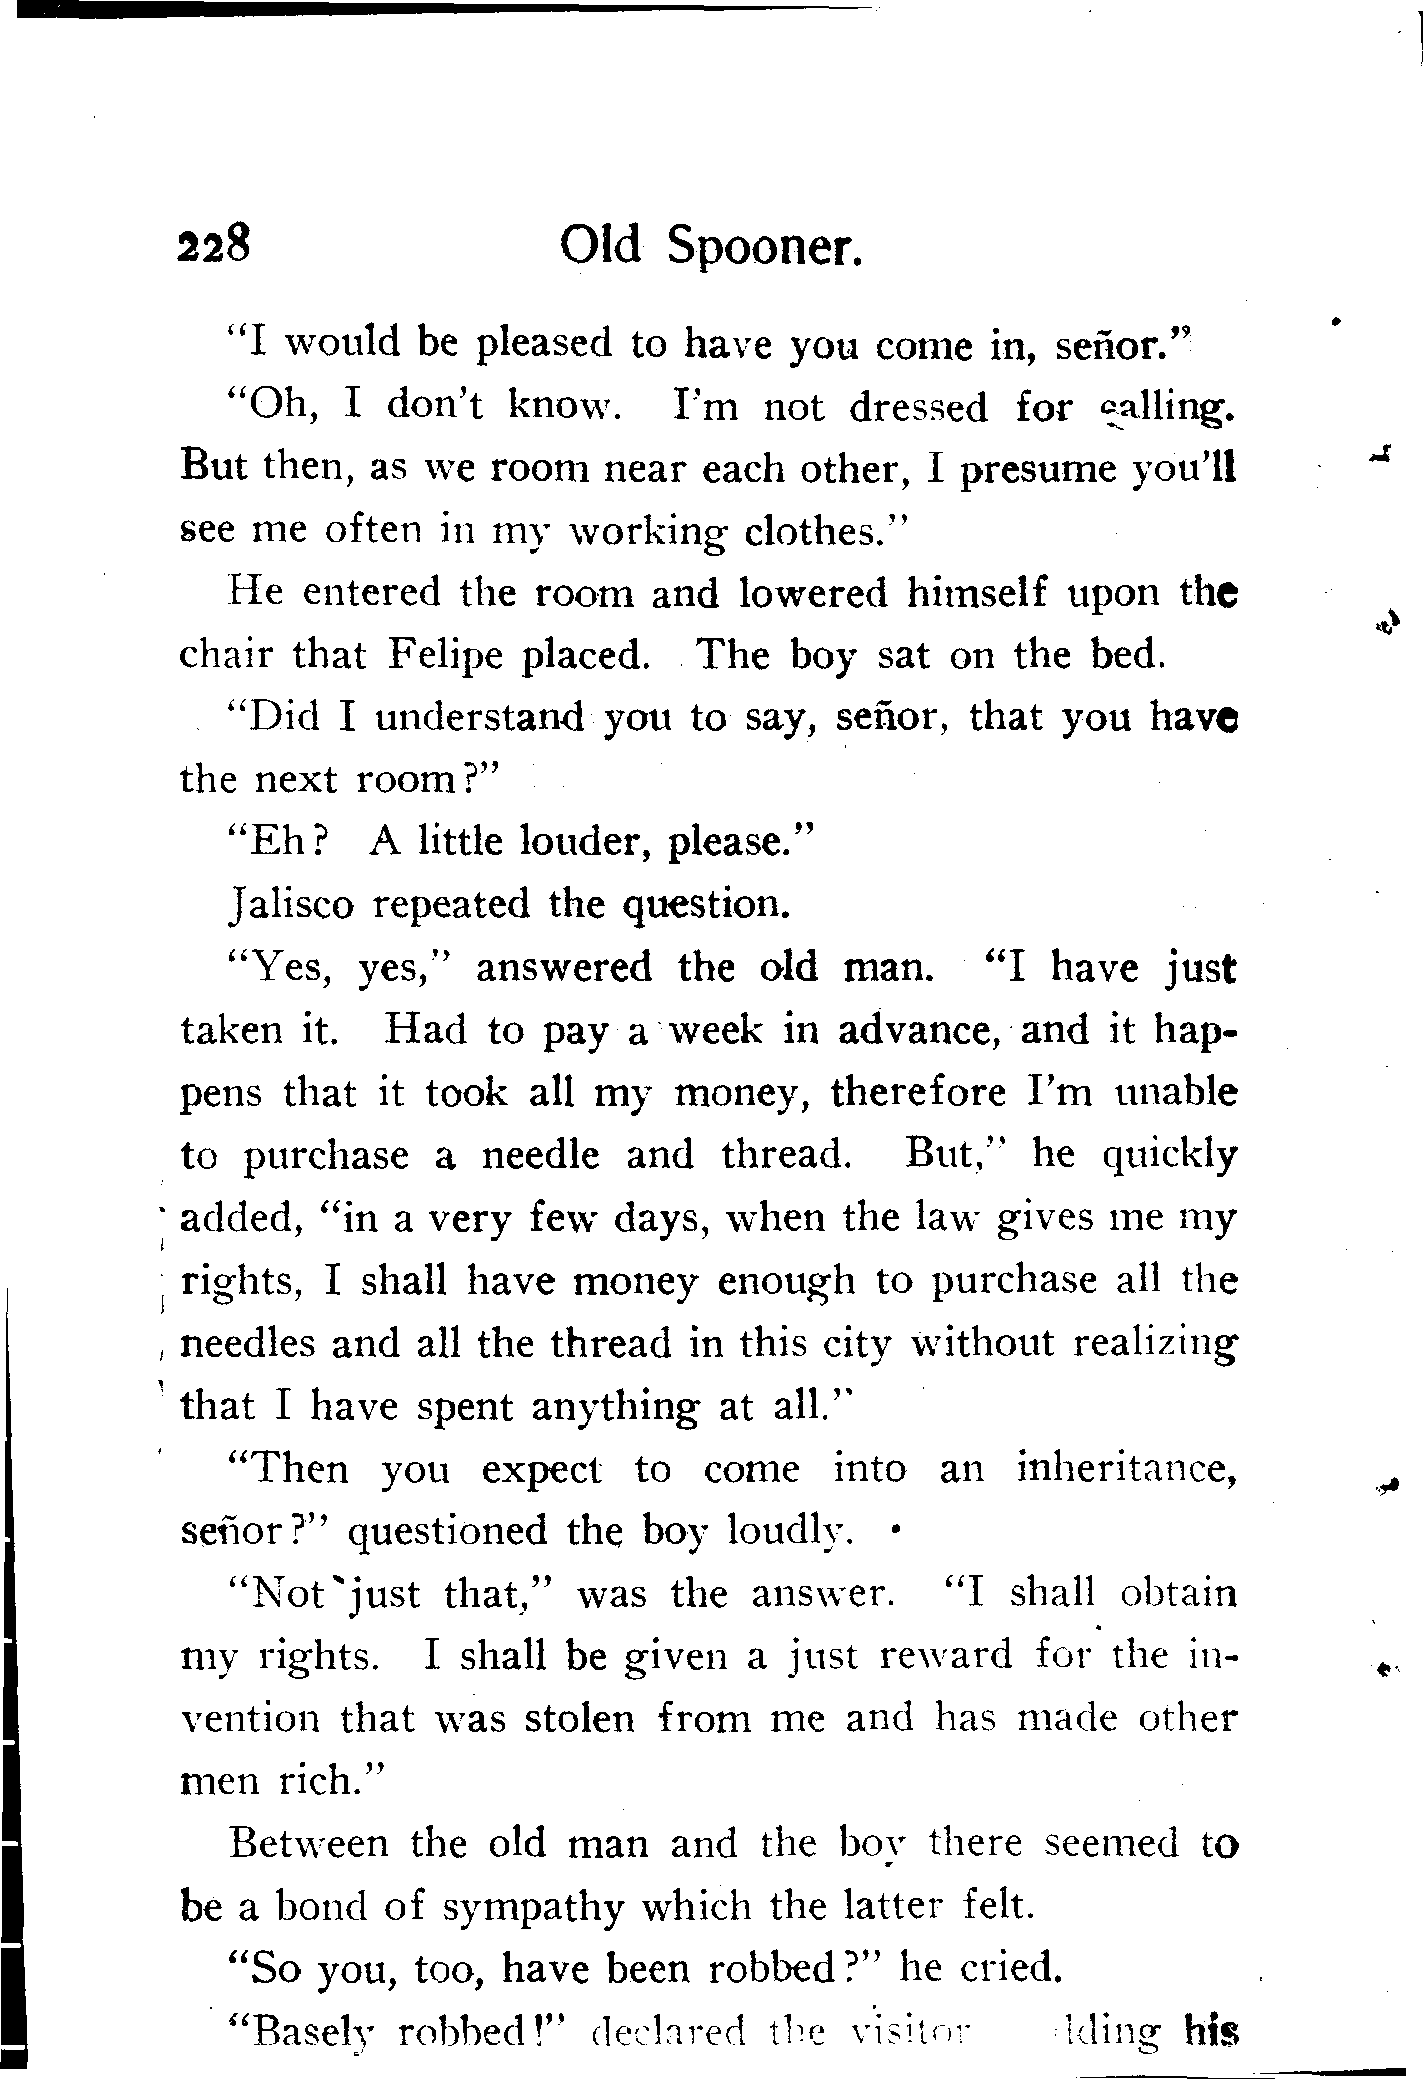 228 Old Spooner.
“I would be pleased to have you come in, señor.”
“Oh, I don’t know. I’m not dressed for calling.
But then, as we room near each other, I presume you’ll
see me often in my working clothes.”
He entered the room and lowered himself upon the
chair that Felipe placed. The boy sat on the bed.
“Did I understand you to say, señor, that you have
the next room?”
“Eh? A little louder, please.”
Jalisco repeated the question.
“Yes, yes,” answered the old man. “I have just
taken it. Had to pay a week in advance, and it hap-
pens that it took all my money, therefore I’m unable
to purchase a needle and thread. But,” he quickly
added, “in a very few days, when the law gives me my
rights, I shall have money enough to purchase all the
needles and all the thread in this city without realizing
that I have spent anything at all.”
“Then you expect to come into an inheritance,
señor?” questioned the boy loudly.
“Not just that,” was the answer. “I shall obtain
my rights. I shall be given a just reward for the in-
vention that was stolen from me and has made other
men rich.”
Between the old man and the boy there seemed to
be a bond of sympathy which the latter felt.
“So you, too, have been robbed?” he cried.
“Basely robbed!” declared the visitor his